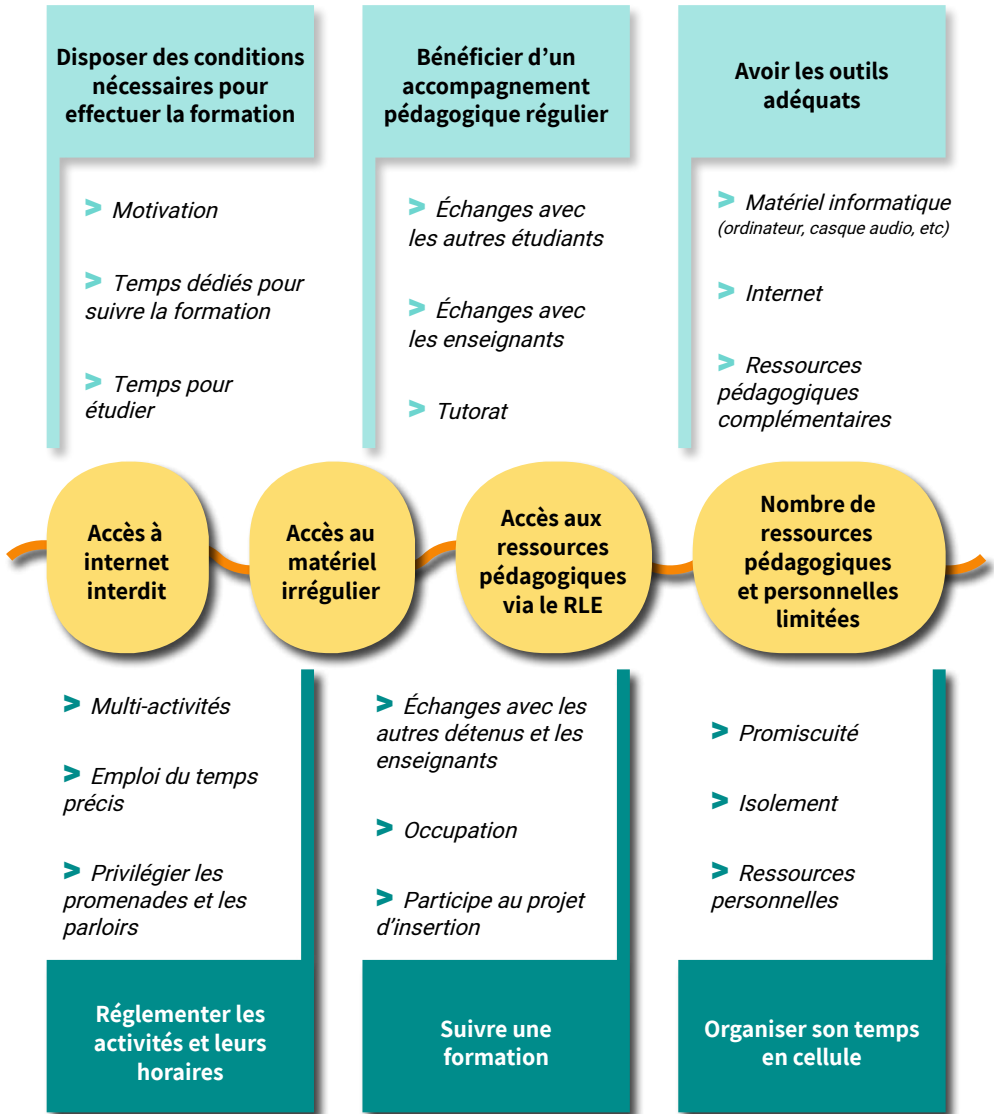 Disposer des conditions
nécessaires pour
effectuer la formation
> Motivation
> Temps dédiés pour
suivre la formation
> Temps pour
étudier
Bénéficier d’un
accompagnement
pédagogique régulier
> Échanges avec
les autres étudiants
> Échanges avec
les enseignants
> Tutorat
Avoir les outils
adéquats
> Matériel informatique
(ordinateur, casque audio, etc)
> Internet
> Ressources
pédagogiques
complémentaires
Accès à
internet
interdit
Accès au
matériel
irrégulier
Accès aux
ressources
pédagogiques
via le RLE
Nombre de
ressources
pédagogiques
et personnelles
limitées
> Multi-activités
> Emploi du temps
précis
> Privilégier les
promenades et les
parloirs
Réglementer les
activités et leurs
horaires
> Échanges avec les
autres détenus et les
enseignants
> Occupation
> Participe au projet
d’insertion
Suivre une
formation
> Promiscuité
> Isolement
> Ressources
personnelles
Organiser son temps
en cellule